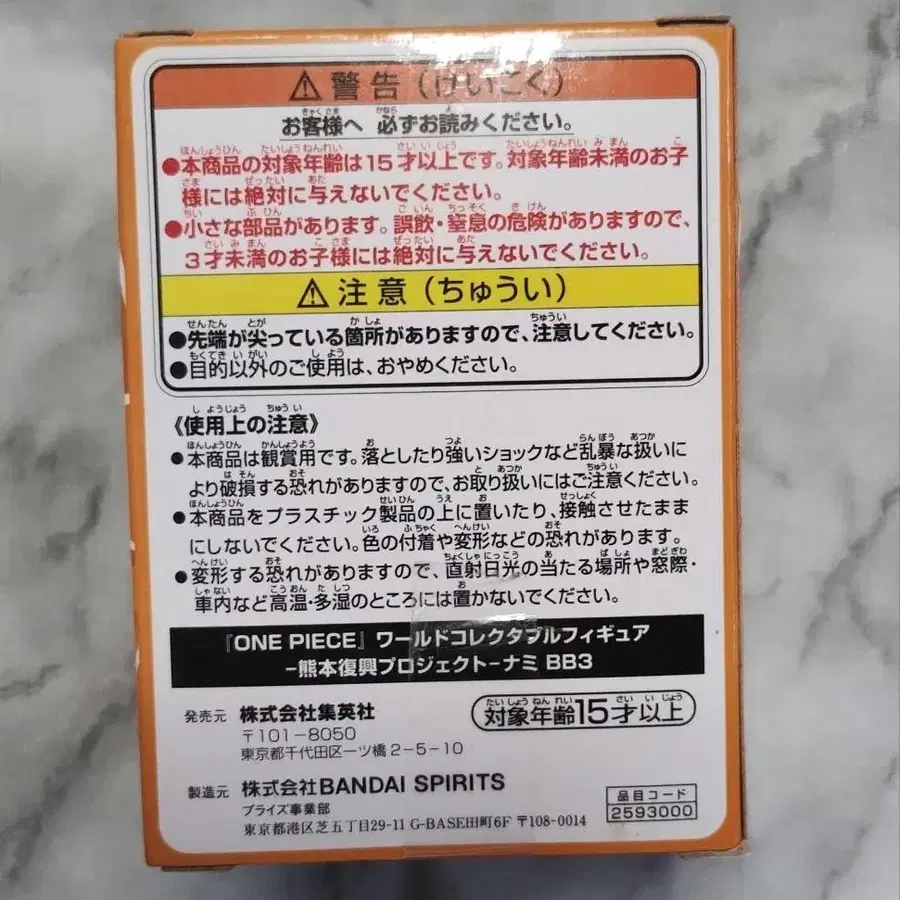 ⚠警告(けいこく)
お客様へ 必ずお読みください。
●本商品の対象年齢は15才以上です。対象年齢未満のお子
様には絶対に与えないでください。
●小さな部品があります。誤飲・窒息の危険がありますので、
3才未満のお子様には絶対に与えないでください。
⚠注意(ちゅうい)
●先端が尖っている箇所がありますので、注意してください。
●目的以外のご使用は、おやめください。
《使用上の注意》
●本商品は観賞用です。落としたり強いショックなど乱暴な扱いに
より破損する恐れがありますので、お取り扱いにはご注意ください。
●本商品をプラスチック製品の上に置いたり、接触させたまま
にしないでください。色の付着や変形などの恐れがあります。
●変形する恐れがありますので、直射日光の当たる場所や窓際・
車内など高温・多湿のところには置かないでください。
『ONE PIECE』ワールドコレクタブルフィギュア
-熊本復興プロジェクト-ナミ BB3
発売元 株式会社集英社
〒101-8050
東京都千代田区一ツ橋2-5-10
対象年齢15才以上
製造元 株式会社BANDAI SPIRITS
プライズ事業部
東京都港区芝五丁目29-11 G-BASE田町6F 〒108-0014
品目コード
2593000